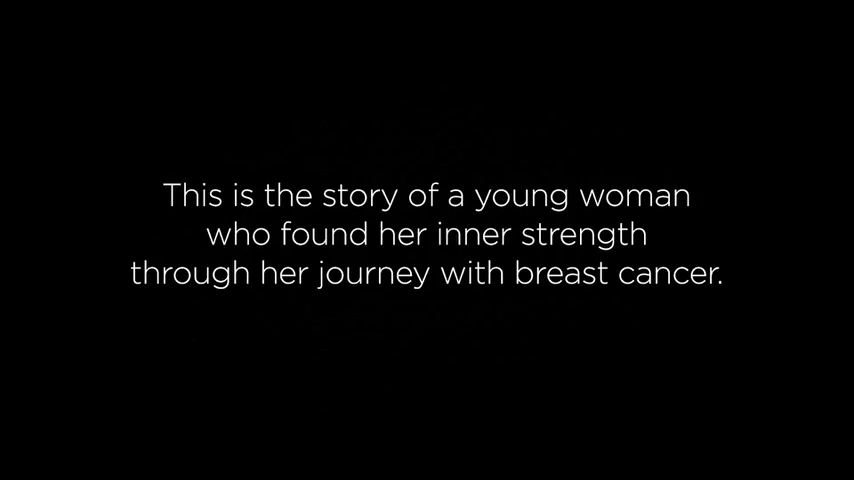 This is the story of a young woman
who found her inner strength
through her journey with breast cancer.